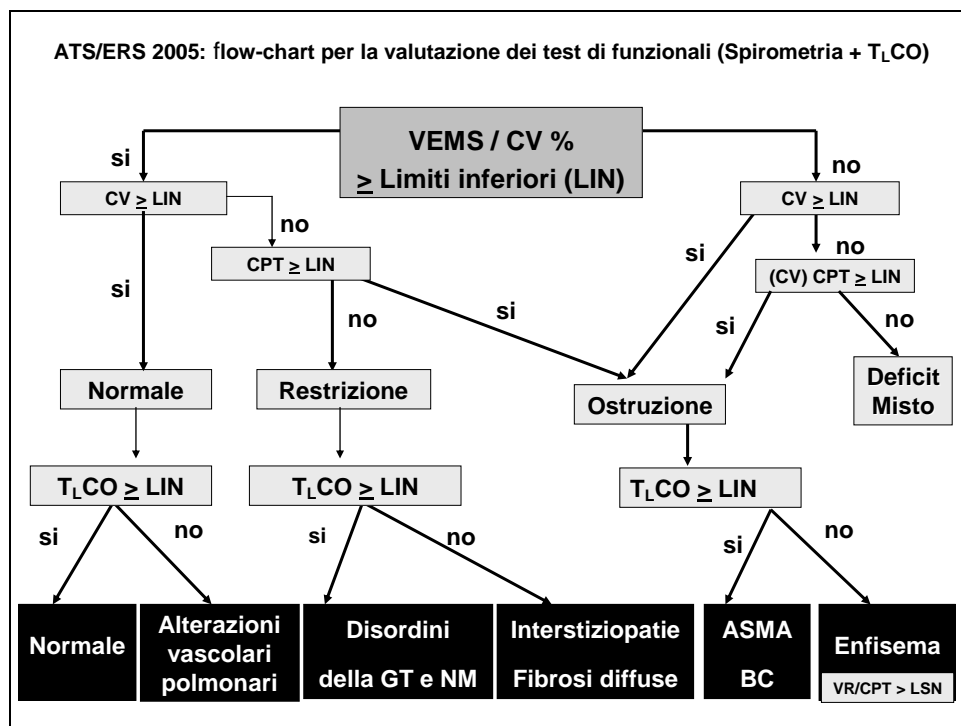 ATS/ERS 2005: flow-chart per la valutazione dei test di funzionali (Spirometria + TLCO)
VEMS / CV %
≥ Limiti inferiori (LIN)
si
no
CV ≥ LIN
CV ≥ LIN
no
no
CPT ≥ LIN
si
(CV) CPT ≥ LIN
si
si
no
si
no
Normale
Restrizione
Ostruzione
Deficit
Misto
TLCO ≥ LIN
TLCO ≥ LIN
TLCO ≥ LIN
si
no
si
no
si
no
Normale
Alterazioni
vascolari
polmonari
Disordini
della GT e NM
Interstiziopatie
Fibrosi diffuse
ASMA
BC
Enfisema
VR/CPT > LSN